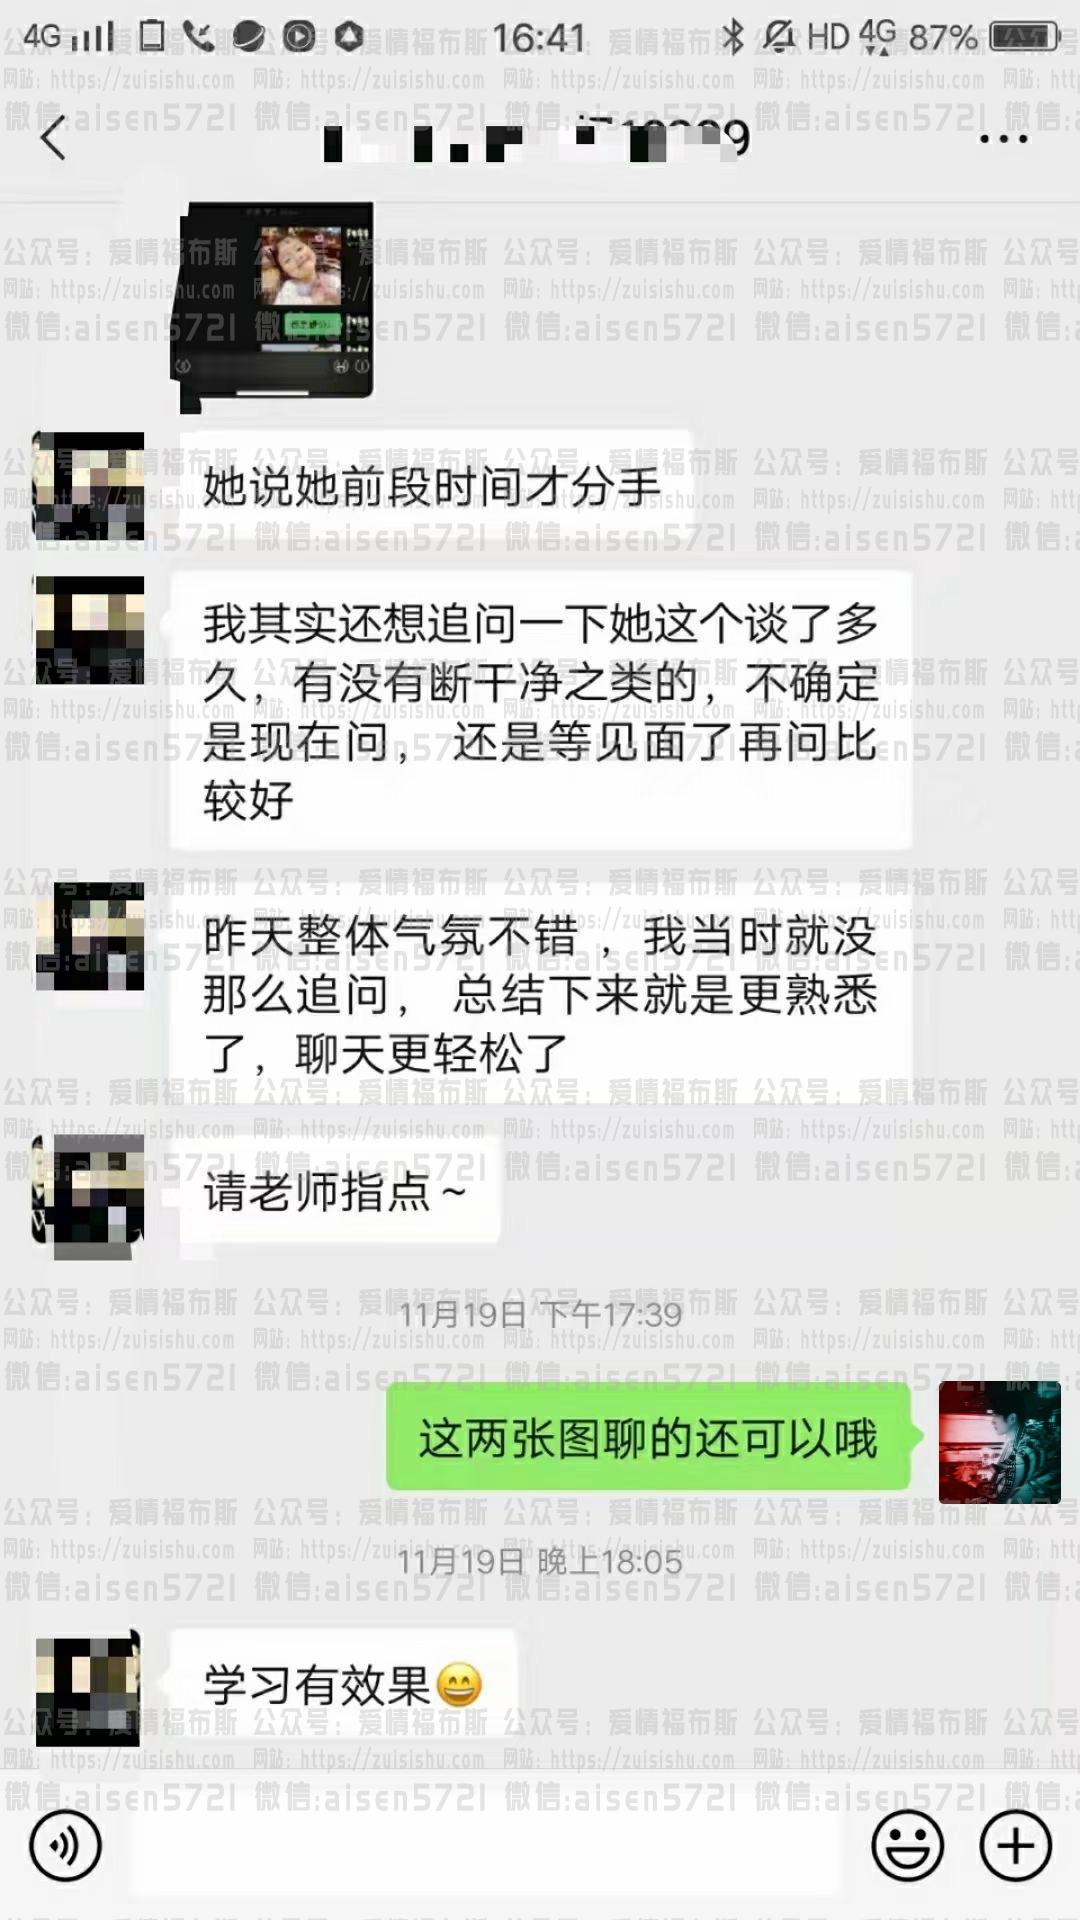 4G 16:41 HD 4G 87%
她说她前段时间才分手
我其实还想追问一下她这个谈了多
久，有没有断干净之类的，不确定
是现在问，还是等见面了再问比
较好
昨天整体气氛不错，我当时就没
那么追问，总结下来就是更熟悉
了，聊天更轻松了
请老师指点～
11月19日 下午17:39
这两张图聊的还可以哦
11月19日 晚上18:05
学习有效果😄
公众号：爱情福布斯
网站：https://zuisishu.com
微信:aisen5721